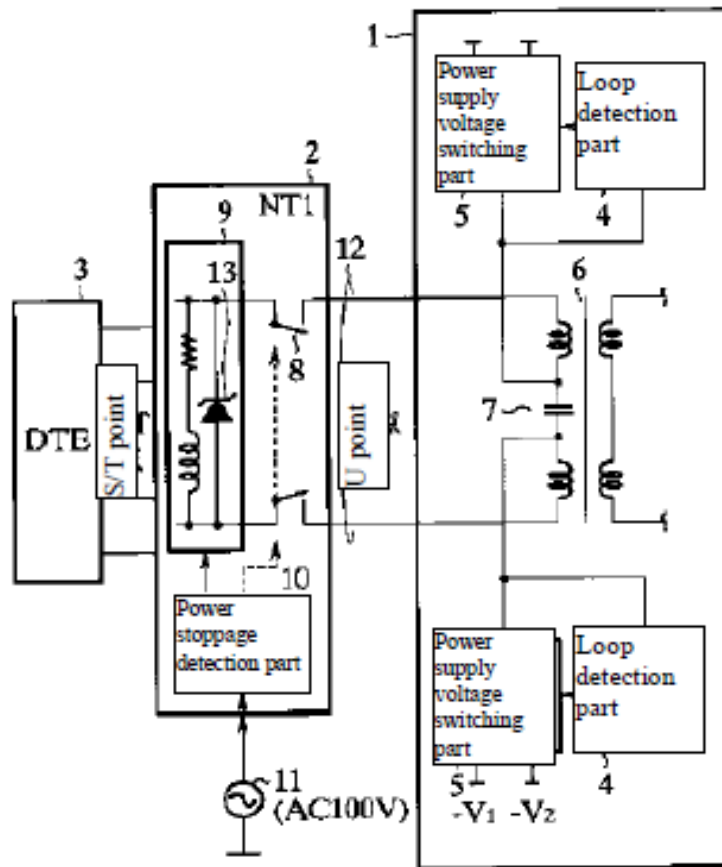 1
Power
supply
voltage
switching
part
Loop
detection
part
5
4
2
NT1
9
13
12
6
3
8
7
DTE
S/T point
U point
10
Power
stoppage
detection part
Power
supply
voltage
switching
part
Loop
detection
part
5
4
-V1 -V2
11
(AC100V)